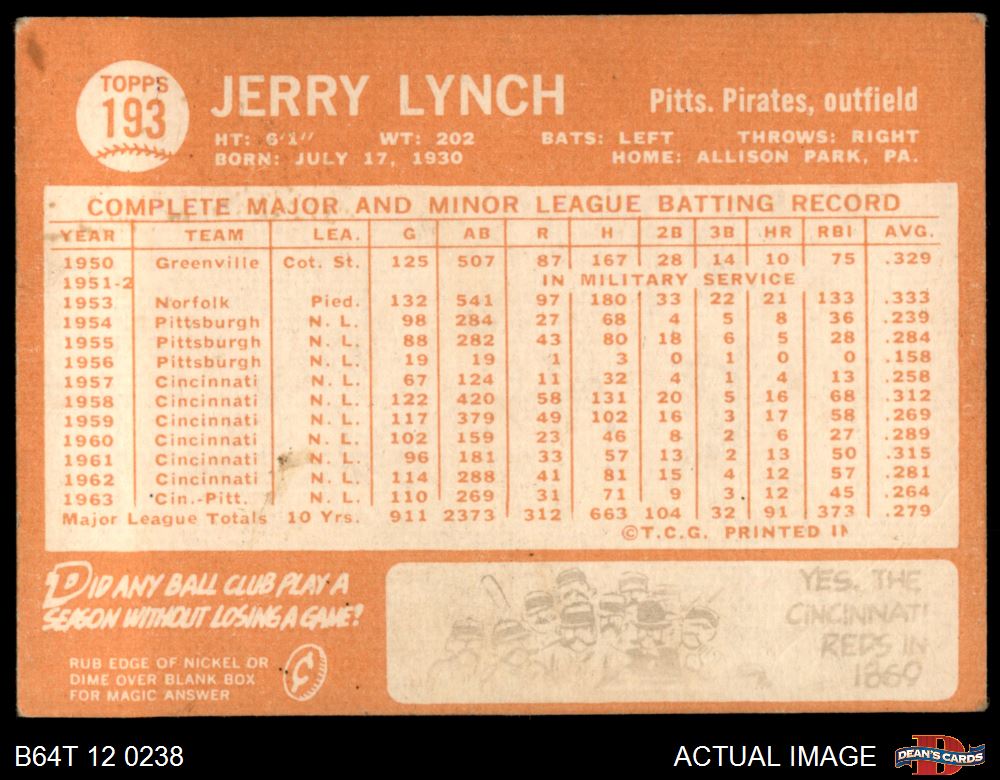 TOPPS
193
JERRY LYNCH
Pitts. Pirates, outfield
HT: 6'1" WT: 202 BATS: LEFT THROWS: RIGHT
BORN: JULY 17, 1930 HOME: ALLISON PARK, PA.
COMPLETE MAJOR AND MINOR LEAGUE BATTING RECORD
YEAR TEAM LEA. G AB R H 2B 3B HR RBI AVG.
1950 Greenville Cot. St. 125 507 87 167 28 14 10 75 .329
1951-2 IN MILITARY SERVICE
1953 Norfolk Pied. 132 541 97 180 33 22 21 133 .333
1954 Pittsburgh N. L. 98 284 27 68 4 5 8 36 .239
1955 Pittsburgh N. L. 88 282 43 80 18 6 5 28 .284
1956 Pittsburgh N. L. 19 19 1 3 0 1 0 0 .158
1957 Cincinnati N. L. 67 124 11 32 4 1 4 13 .258
1958 Cincinnati N. L. 122 420 58 131 20 5 16 68 .312
1959 Cincinnati N. L. 117 379 49 102 16 3 17 58 .269
1960 Cincinnati N. L. 102 159 23 46 8 2 6 27 .289
1961 Cincinnati N. L. 96 181 33 57 13 2 13 50 .315
1962 Cincinnati N. L. 114 288 41 81 15 4 12 57 .281
1963 Cin.-Pitt. N. L. 110 269 31 71 9 3 12 45 .264
Major League Totals 10 Yrs. 911 2373 312 663 104 32 91 373 .279
©T.C.G. PRINTED IN
DID ANY BALL CLUB PLAY A
SEASON WITHOUT LOSING A GAME?
RUB EDGE OF NICKEL OR
DIME OVER BLANK BOX
FOR MAGIC ANSWER
YES. THE
CINCINNATI
REDS IN
1869
B64T 12 0238
ACTUAL IMAGE
DEAN'S CARDS